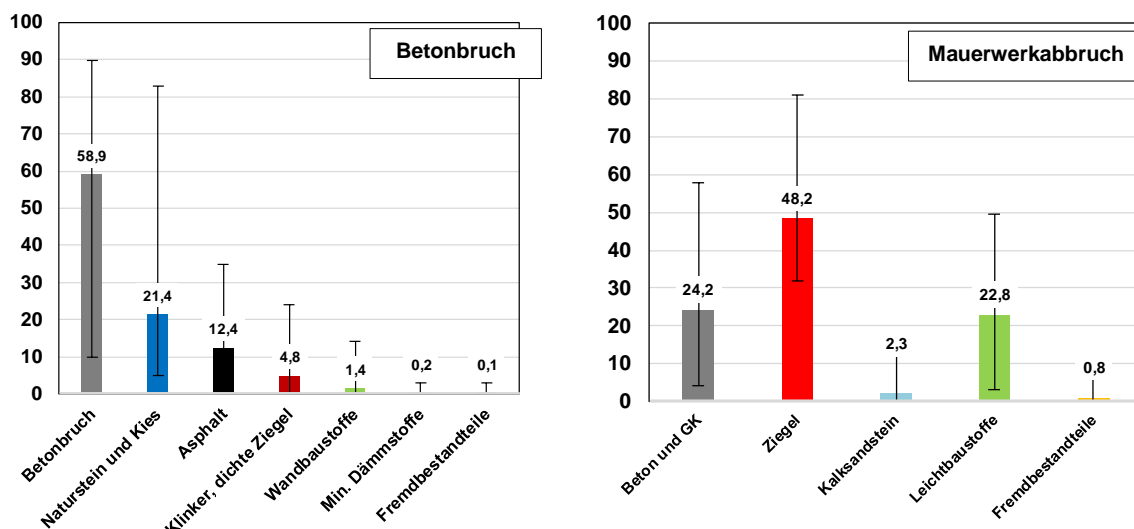 Betonbruch
100
90
80
70
60
50
40
30
20
10
0
58,9
21,4
12,4
4,8
1,4
0,2
0,1
Betonbruch
Naturstein und Kies
Asphalt
Klinker, dichte Ziegel
Wandbaustoffe
Min. Dämmstoffe
Fremdbestandteile
Mauerwerkabbruch
100
90
80
70
60
50
40
30
20
10
0
24,2
48,2
2,3
22,8
0,8
Beton und GK
Ziegel
Kalksandstein
Leichtbaustoffe
Fremdbestandteile